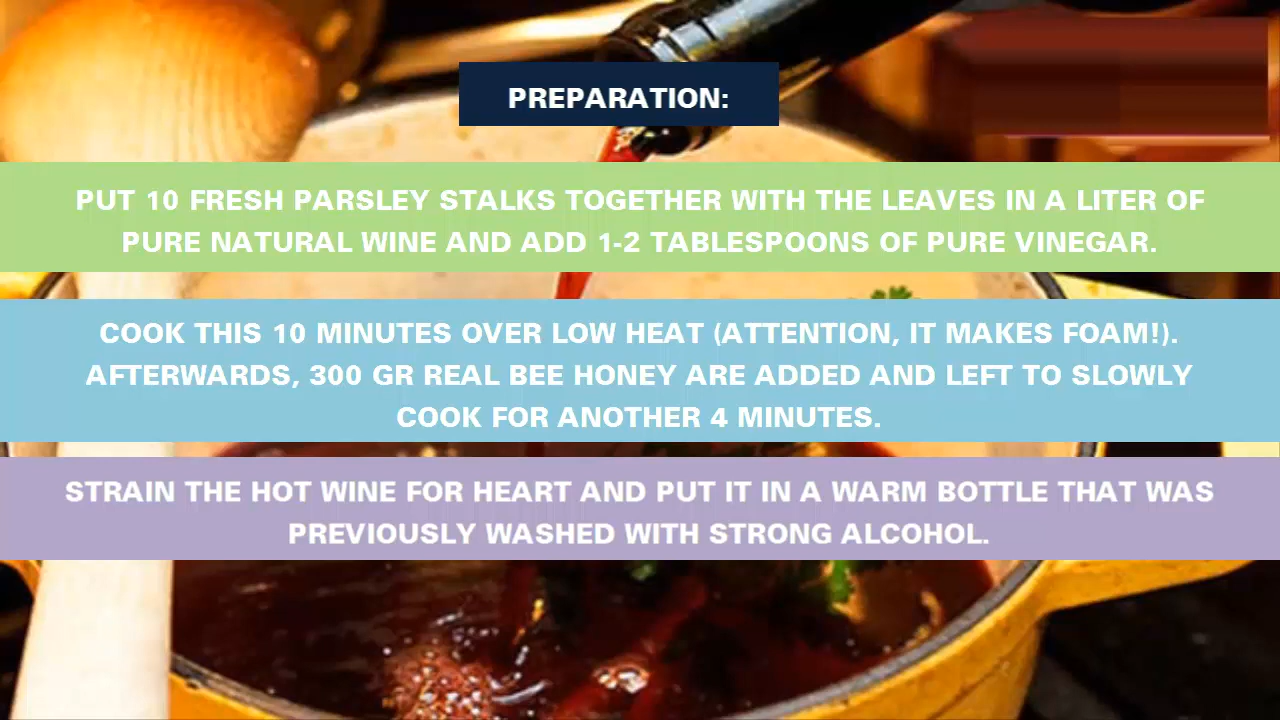 PREPARATION:
PUT 10 FRESH PARSLEY STALKS TOGETHER WITH THE LEAVES IN A LITER OF
PURE NATURAL WINE AND ADD 1-2 TABLESPOONS OF PURE VINEGAR.
COOK THIS 10 MINUTES OVER LOW HEAT (ATTENTION, IT MAKES FOAM!).
AFTERWARDS, 300 GR REAL BEE HONEY ARE ADDED AND LEFT TO SLOWLY
COOK FOR ANOTHER 4 MINUTES.
STRAIN THE HOT WINE FOR HEART AND PUT IT IN A WARM BOTTLE THAT WAS
PREVIOUSLY WASHED WITH STRONG ALCOHOL.